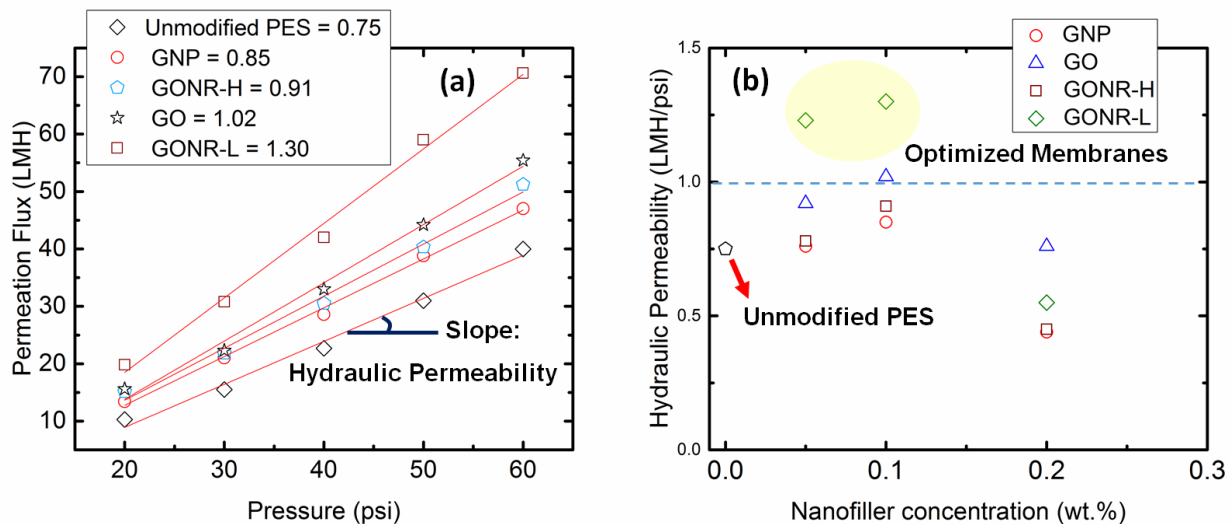 Unmodified PES = 0.75
GNP = 0.85
GONR-H = 0.91
GO = 1.02
GONR-L = 1.30
(a)
Permeation Flux (LMH)
70
60
50
40
30
20
10
Slope:
Hydraulic Permeability
20 30 40 50 60
Pressure (psi)
GNP
GO
GONR-H
GONR-L
(b)
Hydraulic Permeability (LMH/psi)
1.5
1.0
0.5
0.0
Optimized Membranes
Unmodified PES
0.0 0.1 0.2 0.3
Nanofiller concentration (wt.%)